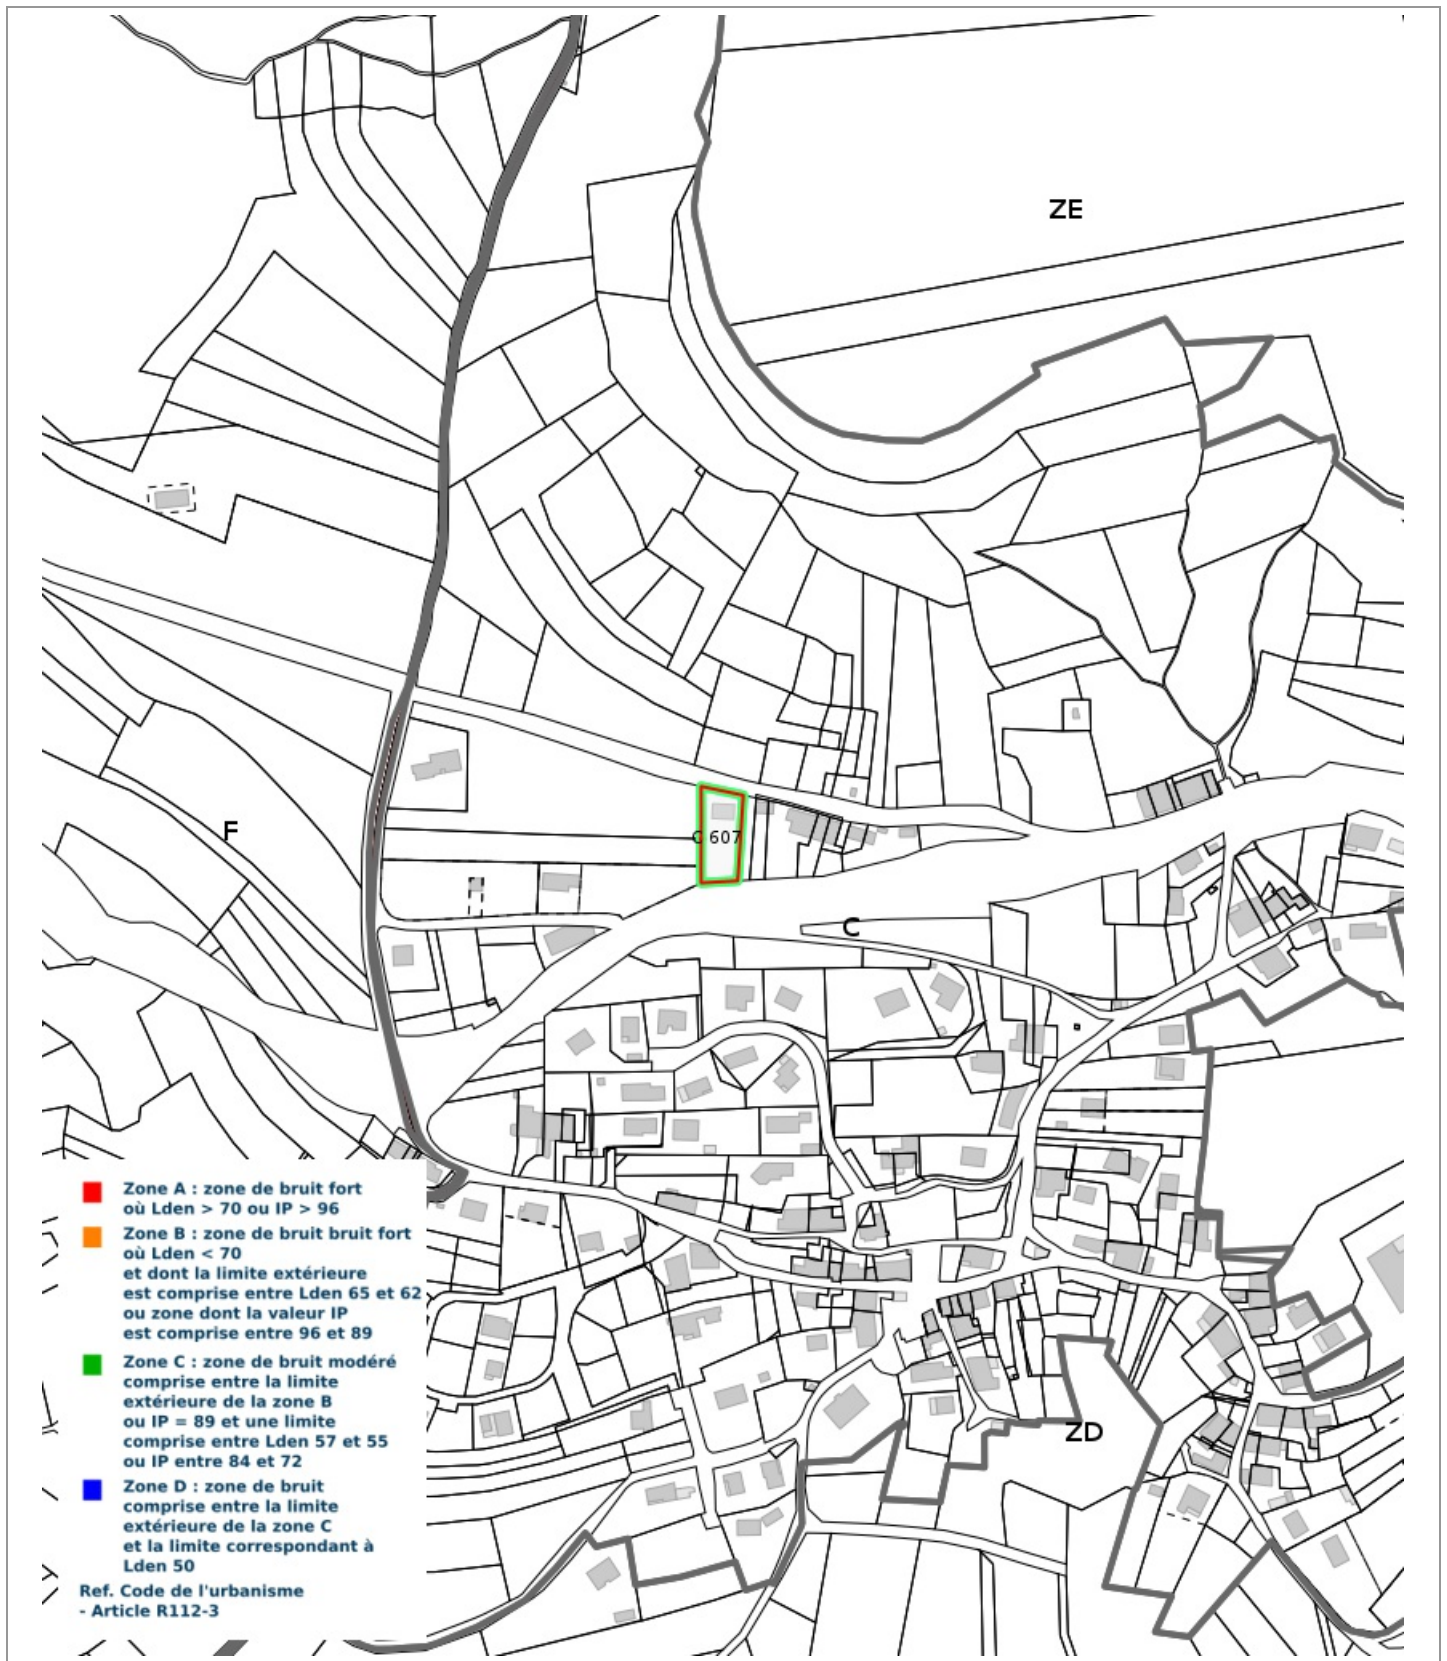 ZE
F
C 607
C
Zone A : zone de bruit fort
où Lden > 70 ou IP > 96
Zone B : zone de bruit bruit fort
où Lden < 70
et dont la limite extérieure
est comprise entre Lden 65 et 62
ou zone dont la valeur IP
est comprise entre 96 et 89
Zone C : zone de bruit modéré
comprise entre la limite
extérieure de la zone B
ou IP = 89 et une limite
comprise entre Lden 57 et 55
ou IP entre 84 et 72
ZD
Zone D : zone de bruit
comprise entre la limite
extérieure de la zone C
et la limite correspondant à
Lden 50
Ref. Code de l'urbanisme
- Article R112-3